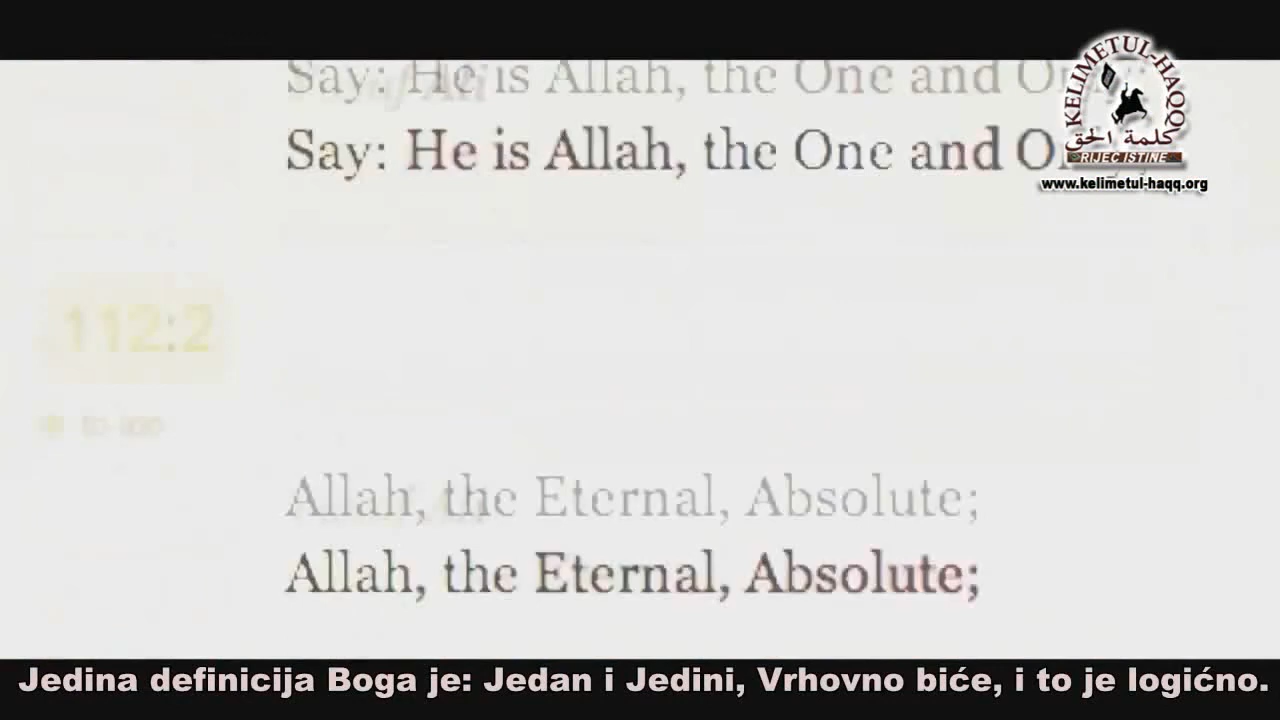 Say: He is Allah, the One and
Say: He is Allah, the One and
KELIMETUL-HAQQ
كلمة الحق
RIJEC ISTINE
www.kelimetul-haqq.org
112:2
Allah, the Eternal, Absolute;
Allah, the Eternal, Absolute;
Jedina definicija Boga je: Jedan i Jedini, Vrhovno biće, i to je logićno.